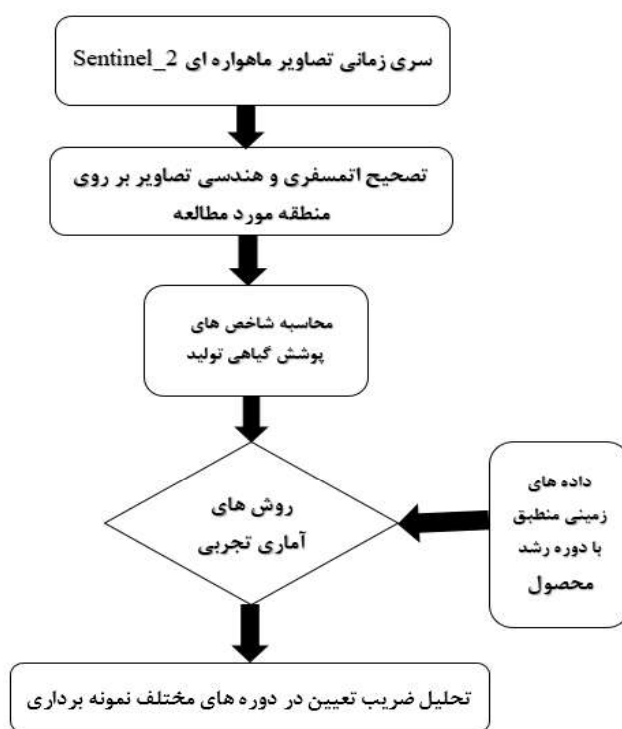 سری زمانی تصاویر ماهواره ای Sentinel_2
تصحیح اتمسفری و هندسی تصاویر بر روی
منطقه مورد مطالعه
محاسبه شاخص های
پوشش گیاهی تولید
روش های
آماری تجربی
داده های
زمینی منطبق
با دوره رشد
محصول
تحلیل ضریب تعیین در دوره های مختلف نمونه برداری